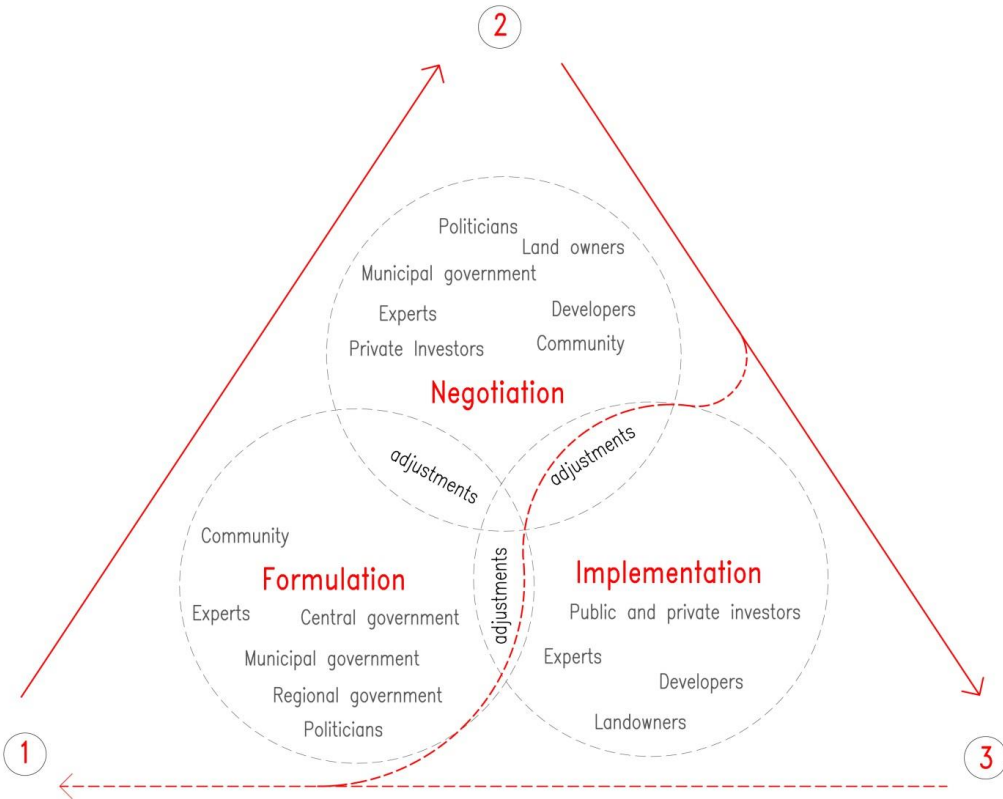 2
Politicians
Land owners
Municipal government
Experts
Developers
Private Investors
Community
Negotiation
adjustments
adjustments
adjustments
Community
Formulation
Experts
Central government
Municipal government
Regional government
Politicians
Implementation
Public and private investors
Experts
Developers
Landowners
1
3